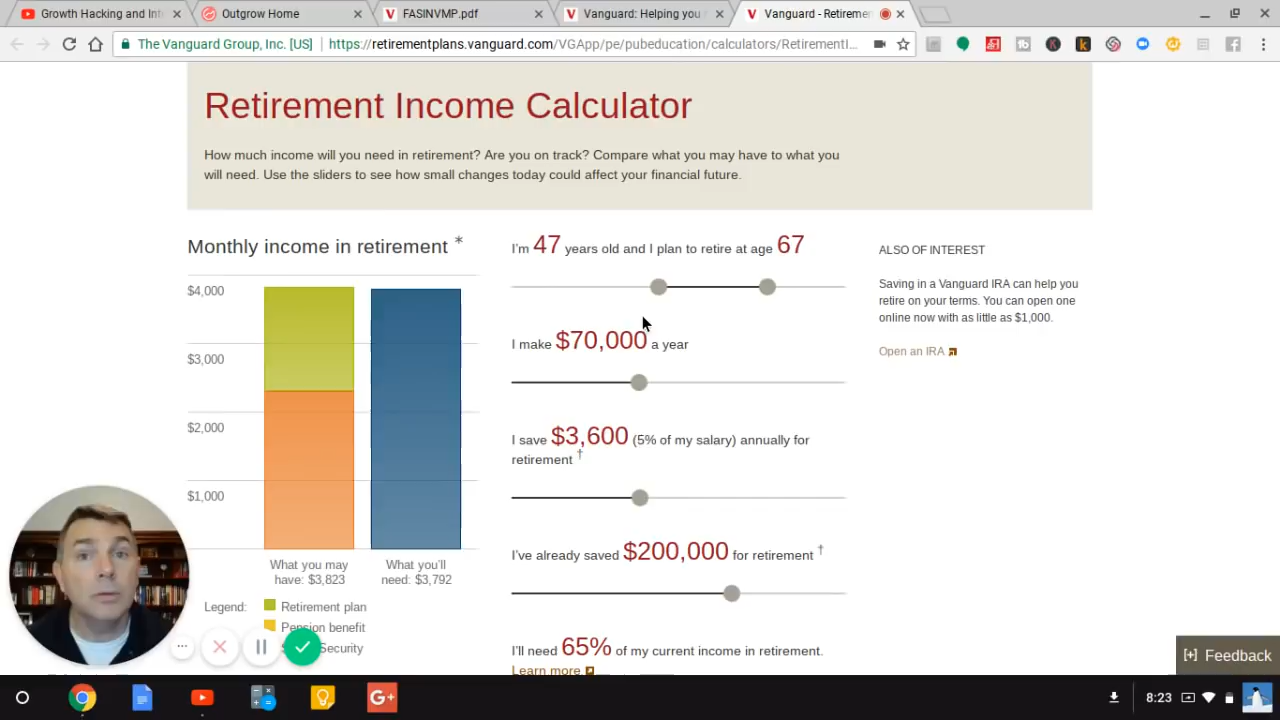 Growth Hacking and Int
Outgrow Home
FASINVMP.pdf
Vanguard: Helping you
Vanguard - Retiremen
The Vanguard Group, Inc. [US]
https://retirementplans.vanguard.com/VGApp/pe/pubeducation/calculators/RetirementI...
Retirement Income Calculator
How much income will you need in retirement? Are you on track? Compare what you may have to what you
will need. Use the sliders to see how small changes today could affect your financial future.
Monthly income in retirement *
$4,000
$3,000
$2,000
$1,000
What you may
have: $3,823
What you'll
need: $3,792
Legend:
Retirement plan
Pension benefit
Security
I'm 47 years old and I plan to retire at age 67
I make $70,000 a year
I save $3,600 (5% of my salary) annually for
retirement †
I've already saved $200,000 for retirement †
I'll need 65% of my current income in retirement.
Learn more
ALSO OF INTEREST
Saving in a Vanguard IRA can help you
retire on your terms. You can open one
online now with as little as $1,000.
Open an IRA
[+] Feedback
8:23